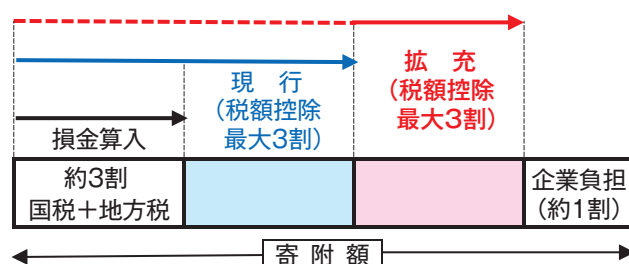 現 行
(税額控除
最大3割)
拡 充
(税額控除
最大3割)
損金算入
約3割
国税＋地方税
企業負担
(約1割)
寄 附 額